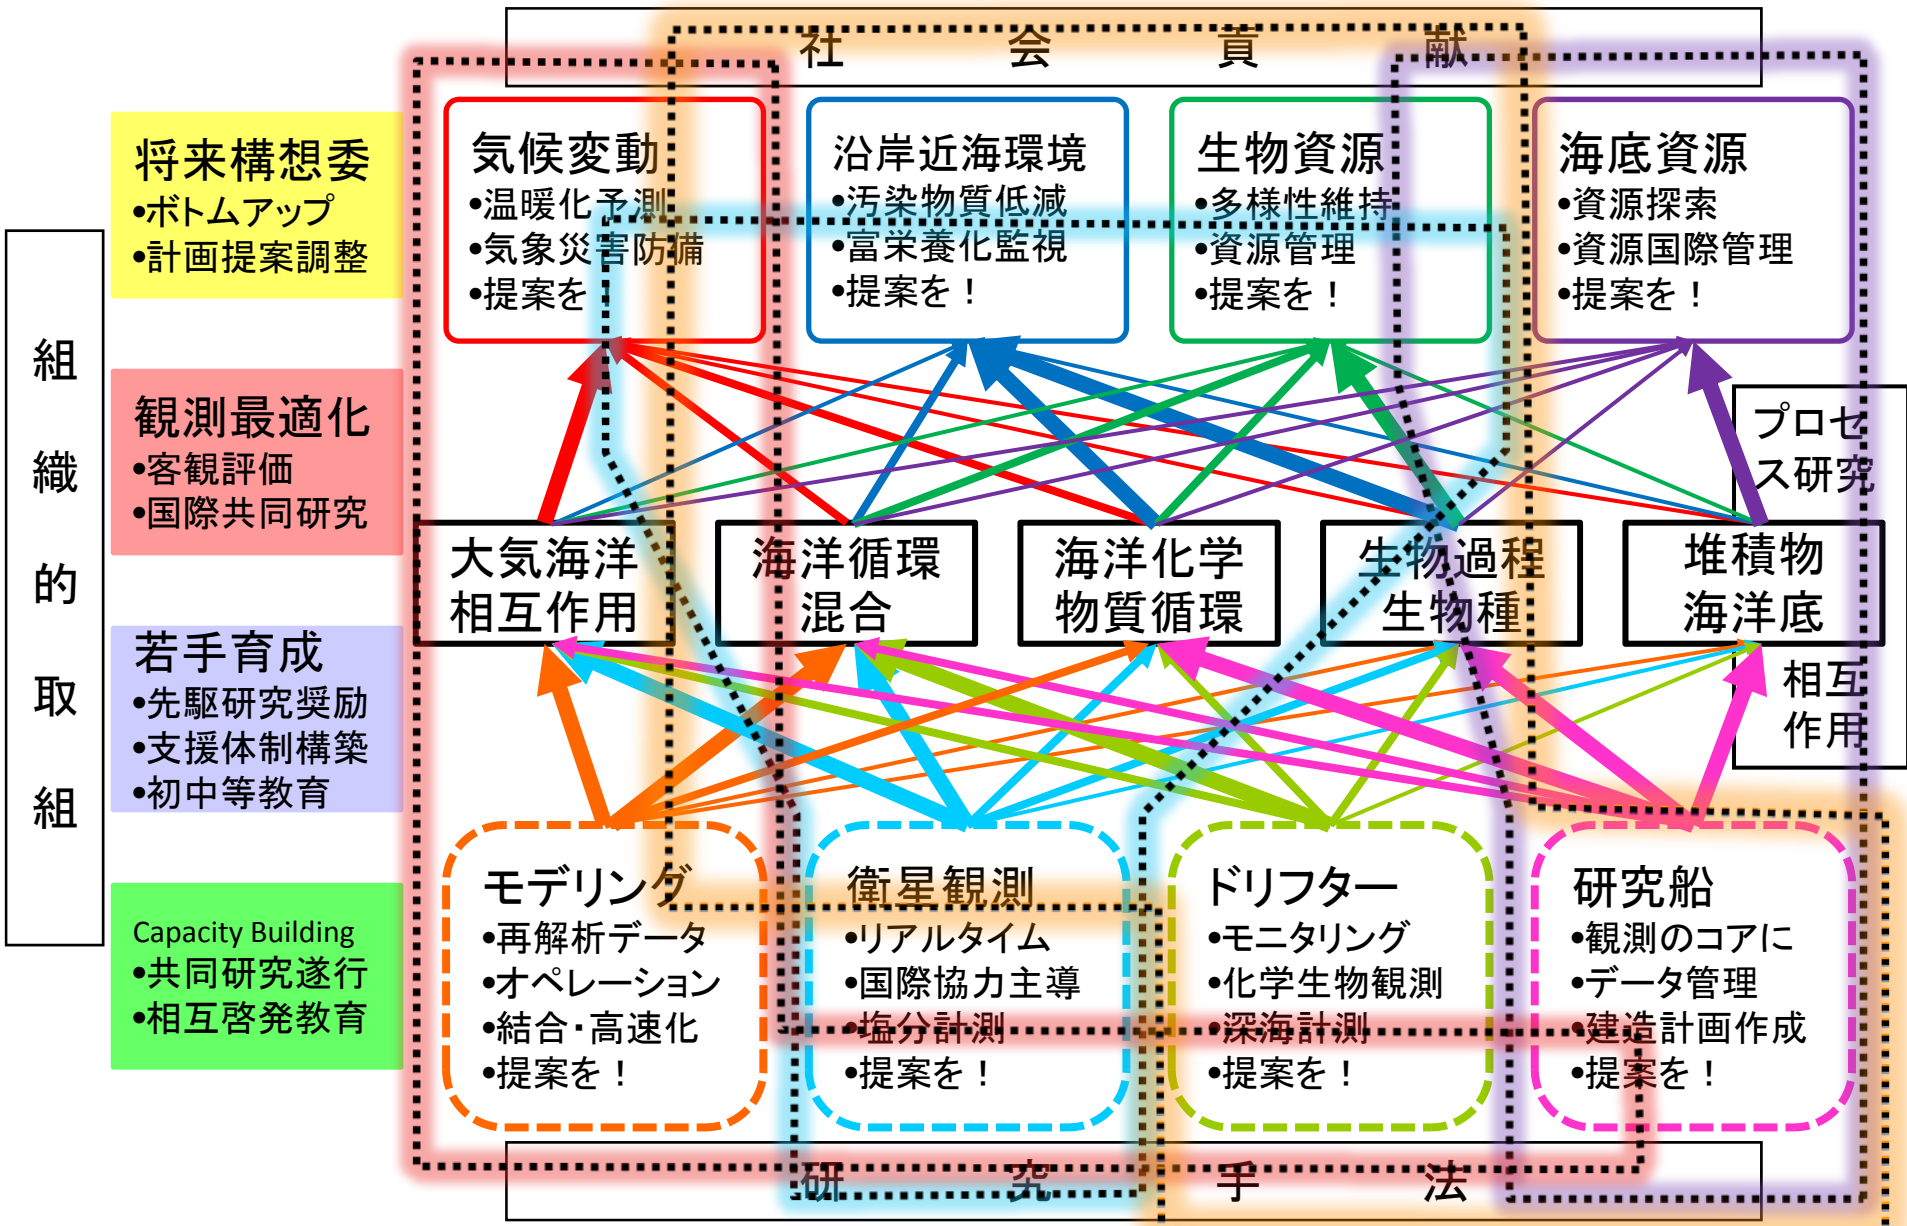 社会貢献
将来構想委
•ボトムアップ
•計画提案調整
気候変動
•温暖化予測
•気象災害防備
•提案を！
沿岸近海環境
•汚染物質低減
•富栄養化監視
•提案を！
生物資源
•多様性維持
•資源管理
•提案を！
海底資源
•資源探索
•資源国際管理
•提案を！
組織的取組
観測最適化
•客観評価
•国際共同研究
プロセ
ス研究
大気海洋
相互作用
海洋循環
混合
海洋化学
物質循環
生物過程
生物種
堆積物
海洋底
相互
作用
若手育成
•先駆研究奨励
•支援体制構築
•初中等教育
Capacity Building
•共同研究遂行
•相互啓発教育
モデリング
•再解析データ
•オペレーション
•結合・高速化
•提案を！
衛星観測
•リアルタイム
•国際協力主導
•塩分計測
•提案を！
ドリフター
•モニタリング
•化学生物観測
•深海計測
•提案を！
研究船
•観測のコアに
•データ管理
•建造計画作成
•提案を！
研究手法